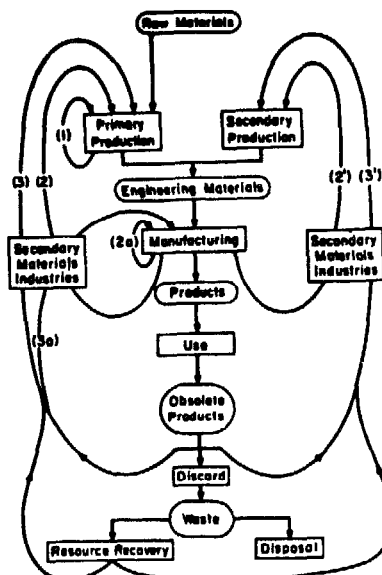 Raw Materials
Primary
Production
Secondary
Production
(1)
(3)
(2)
(2')
(3')
Engineering Materials
(2a)
Manufacturing
Secondary
Materials
Industries
Secondary
Materials
Industries
Products
(3a)
Use
Obsolete
Products
Discard
Waste
Resource Recovery
Disposal